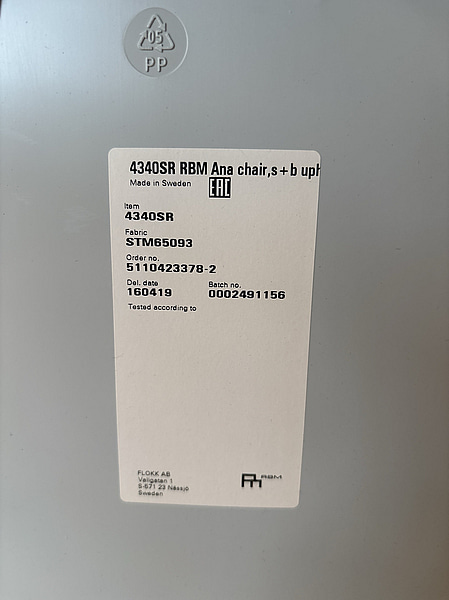 05
PP
4340SR RBM Ana chair,s+b uph
Made in Sweden EAC
Item
4340SR
Fabric
STM65093
Order no.
5110423378-2
Del. date Batch no.
160419 0002491156
Tested according to
FLOKK AB
Vallgatan 1
S-571 23 Nässjö
Sweden
RBM